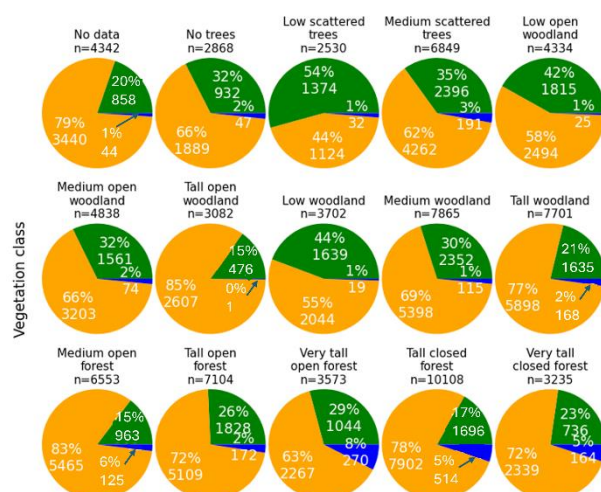 Vegetation class
No data
n=4342
20%
858
79%
3440
1%
44
No trees
n=2868
32%
932
2%
47
66%
1889
Low scattered
trees
n=2530
54%
1374
1%
32
44%
1124
Medium scattered
trees
n=6849
35%
2396
3%
191
62%
4262
Low open
woodland
n=4334
42%
1815
1%
25
58%
2494
Medium open
woodland
n=4838
32%
1561
2%
74
66%
3203
Tall open
woodland
n=3082
15%
476
85%
2607
0%
1
Low woodland
n=3702
44%
1639
1%
19
55%
2044
Medium woodland
n=7865
30%
2352
1%
115
69%
5398
Tall woodland
n=7701
21%
1635
77%
5898
2%
168
Medium open
forest
n=6553
15%
963
83%
5465
6%
125
Tall open
forest
n=7104
26%
1828
2%
172
72%
5109
Very tall
open forest
n=3573
29%
1044
8%
270
63%
2267
Tall closed
forest
n=10108
17%
1696
78%
7902
5%
514
Very tall
closed forest
n=3235
23%
736
5%
164
72%
2339